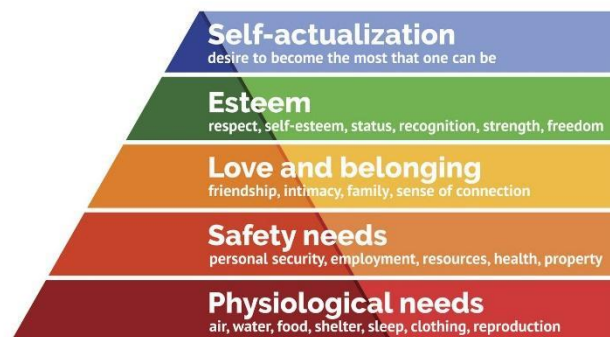 Self-actualization
desire to become the most that one can be
Esteem
respect, self-esteem, status, recognition, strength, freedom
Love and belonging
friendship, intimacy, family, sense of connection
Safety needs
personal security, employment, resources, health, property
Physiological needs
air, water, food, shelter, sleep, clothing, reproduction